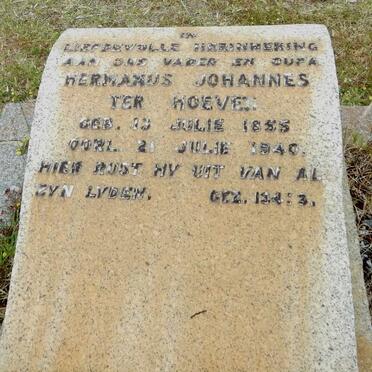 IN
LIEFDEVOLLE HERINNERING
AAN ONS VADER EN OUPA
HERMANUS JOHANNES
TER HOEVEN
GEB. 13 JULIE 1855
OORL. 21 JULIE 1940.
HIER RUST HY UIT VAN AL
ZYN LYDEN. GEZ. 134:3.